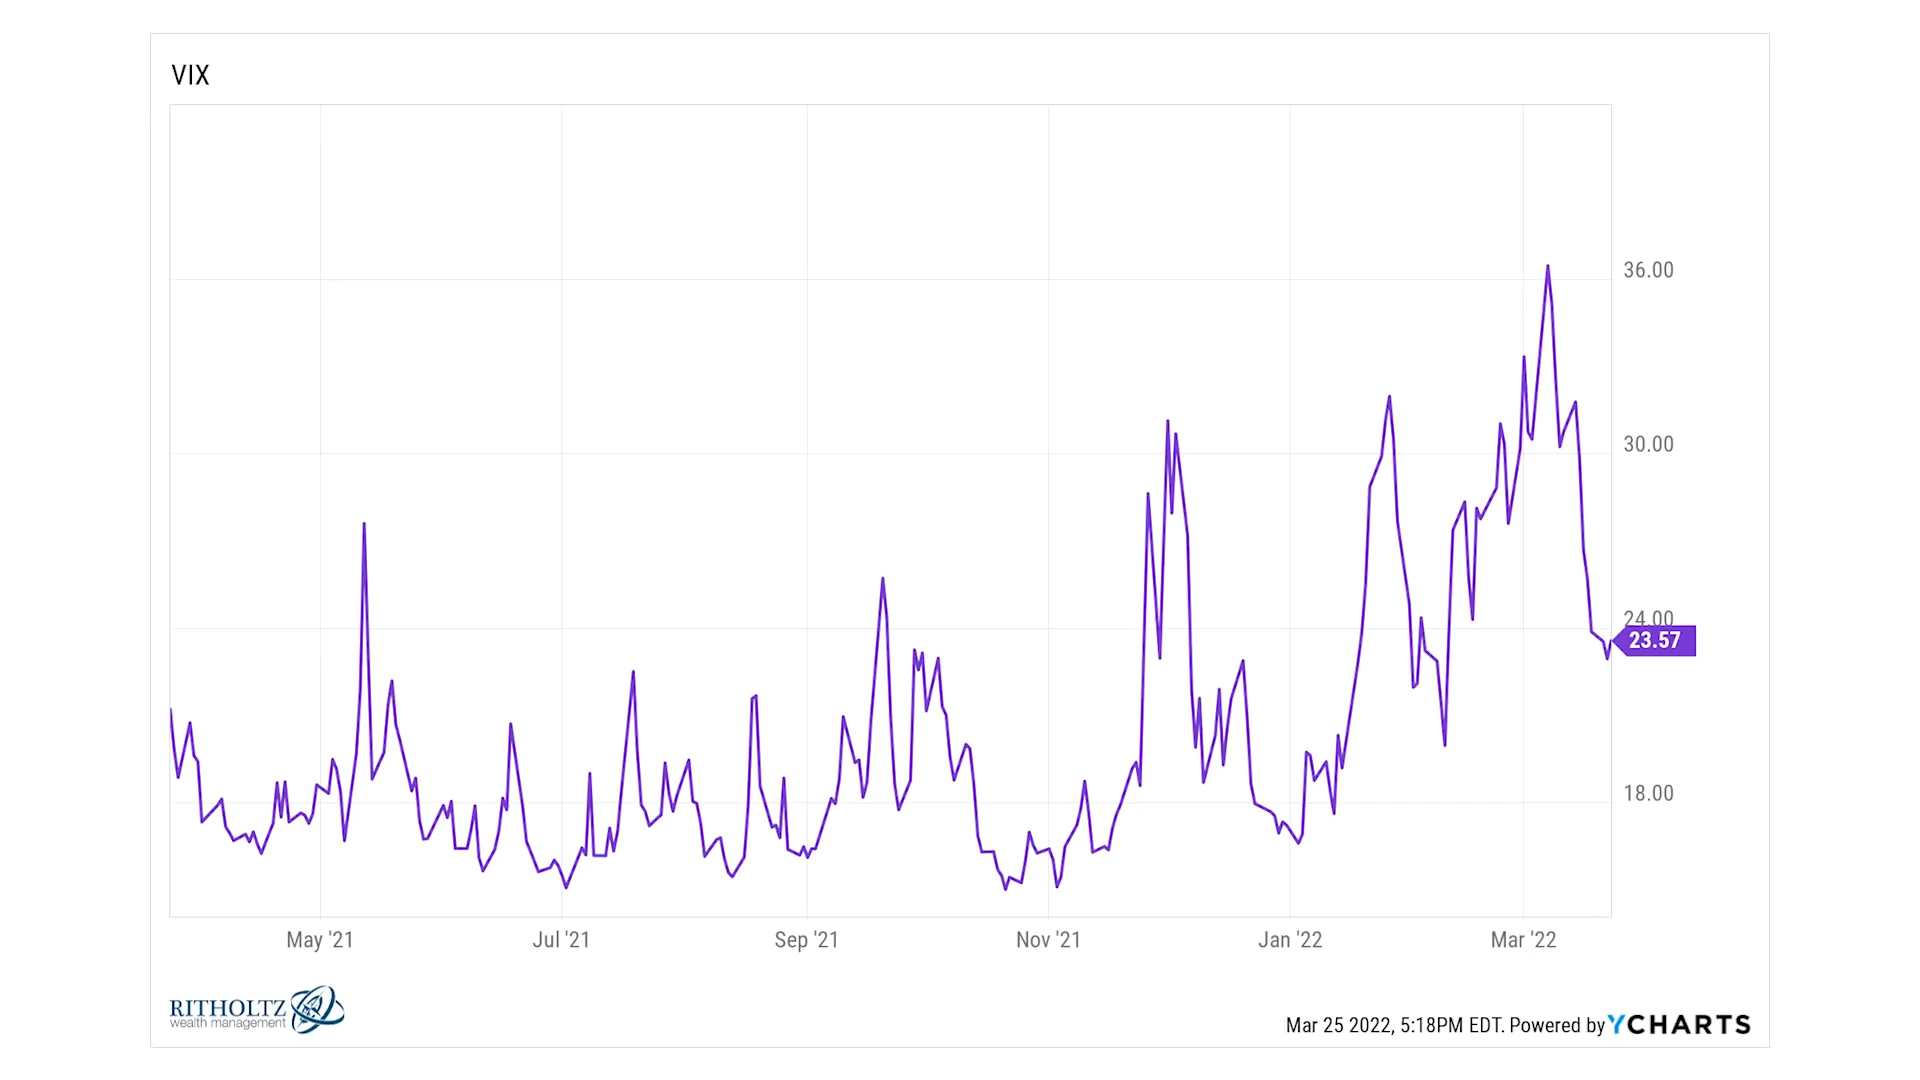 VIX
36.00
30.00
24.00
23.57
18.00
May '21 Jul '21 Sep '21 Nov '21 Jan '22 Mar '22
RITHOLTZ
wealth management
Mar 25 2022, 5:18PM EDT. Powered by YCHARTS